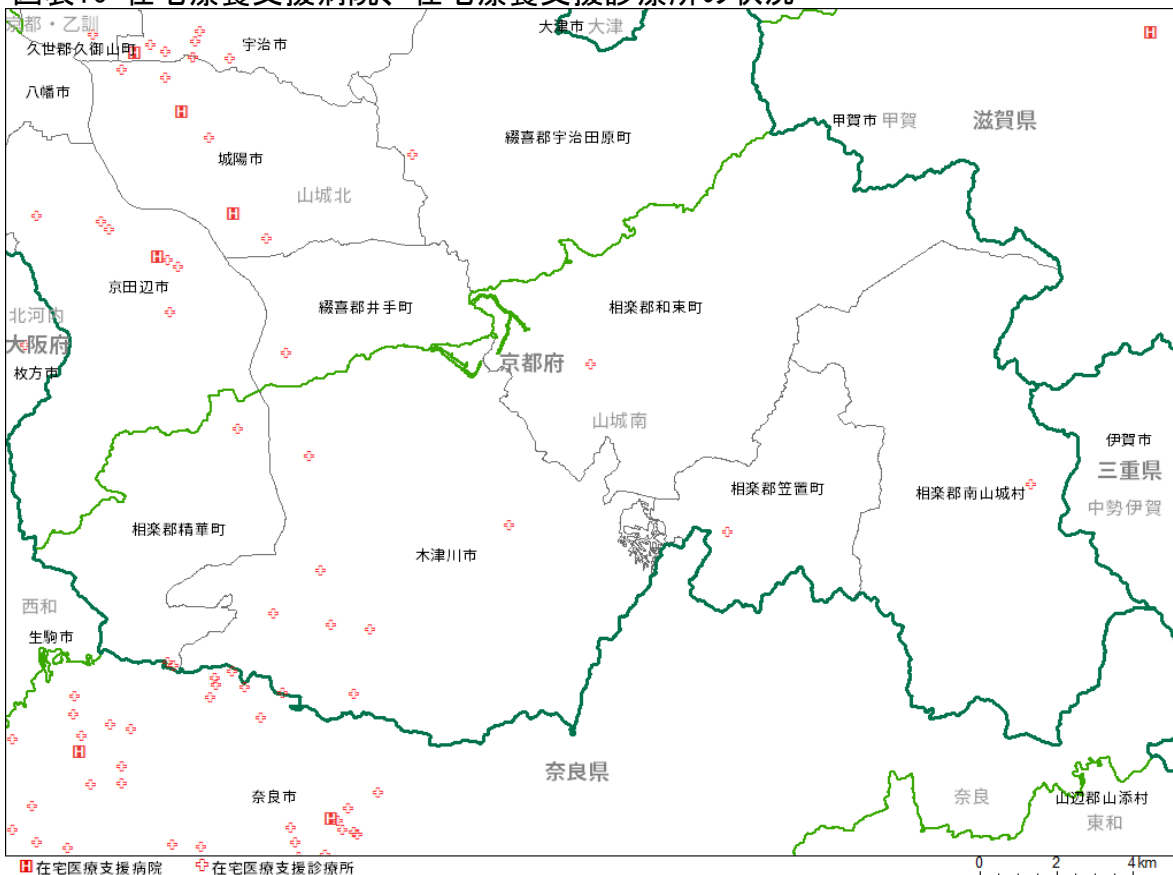 京都・乙訓
久世郡久御山町
宇治市
大津市 大津
八幡市
綴喜郡宇治田原町
甲賀市 甲賀
滋賀県
城陽市
山城北
京田辺市
綴喜郡井手町
相楽郡和束町
北河内
大阪府
枚方市
京都府
山城南
伊賀市
三重県
中勢伊賀
相楽郡笠置町
相楽郡南山城村
相楽郡精華町
木津川市
西和
生駒市
奈良県
奈良市
奈良
山辺郡山添村
東和
H 在宅医療支援病院 在宅医療支援診療所
0 2 4km